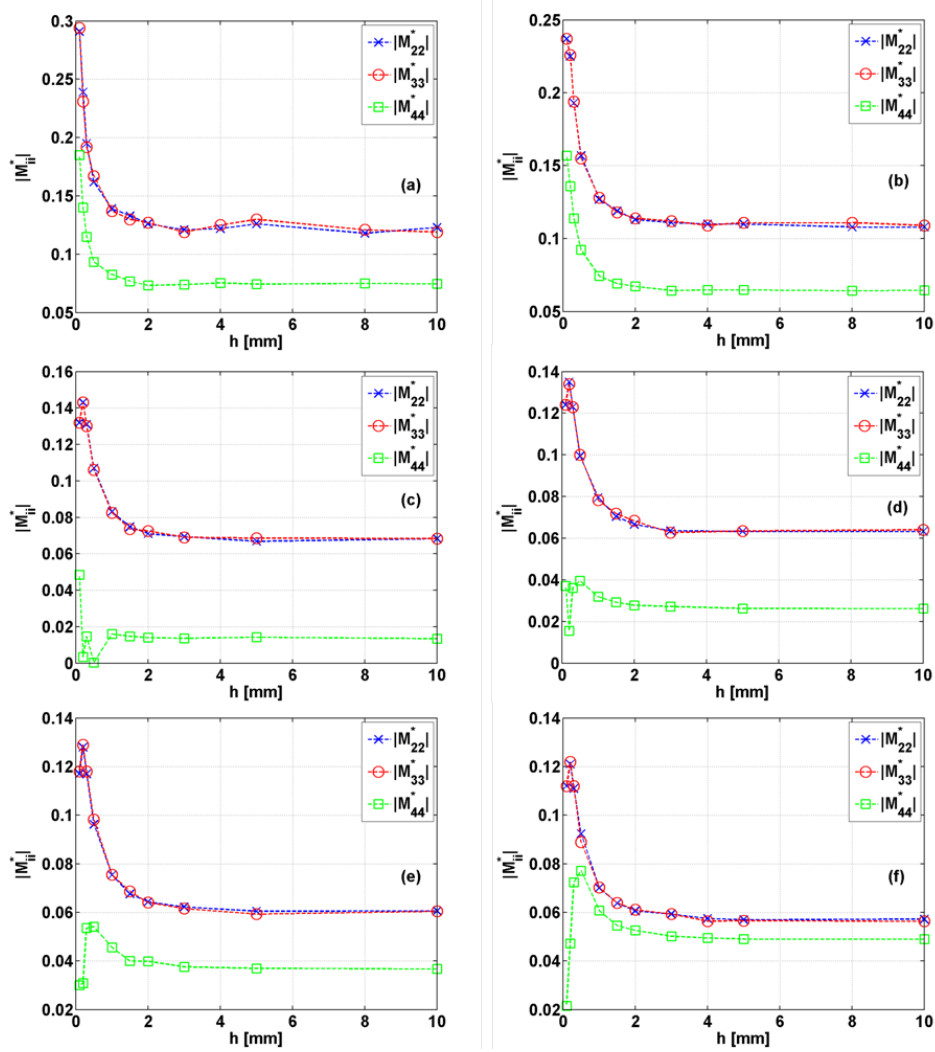 0.3
0.25
0.2
0.15
0.1
0.05
0 2 4 6 8 10
|M*ii|
h [mm]
|M*22|
|M*33|
|M*44|
(a)
0.25
0.2
0.15
0.1
0.05
0 2 4 6 8 10
|M*ii|
h [mm]
|M*22|
|M*33|
|M*44|
(b)
0.16
0.14
0.12
0.1
0.08
0.06
0.04
0.02
0
0 2 4 6 8 10
|M*ii|
h [mm]
|M*22|
|M*33|
|M*44|
(c)
0.14
0.12
0.1
0.08
0.06
0.04
0.02
0
0 2 4 6 8 10
|M*ii|
h [mm]
|M*22|
|M*33|
|M*44|
(d)
0.14
0.12
0.1
0.08
0.06
0.04
0.02
0 2 4 6 8 10
|M*ii|
h [mm]
|M*22|
|M*33|
|M*44|
(e)
0.14
0.12
0.1
0.08
0.06
0.04
0.02
0 2 4 6 8 10
|M*ii|
h [mm]
|M*22|
|M*33|
|M*44|
(f)